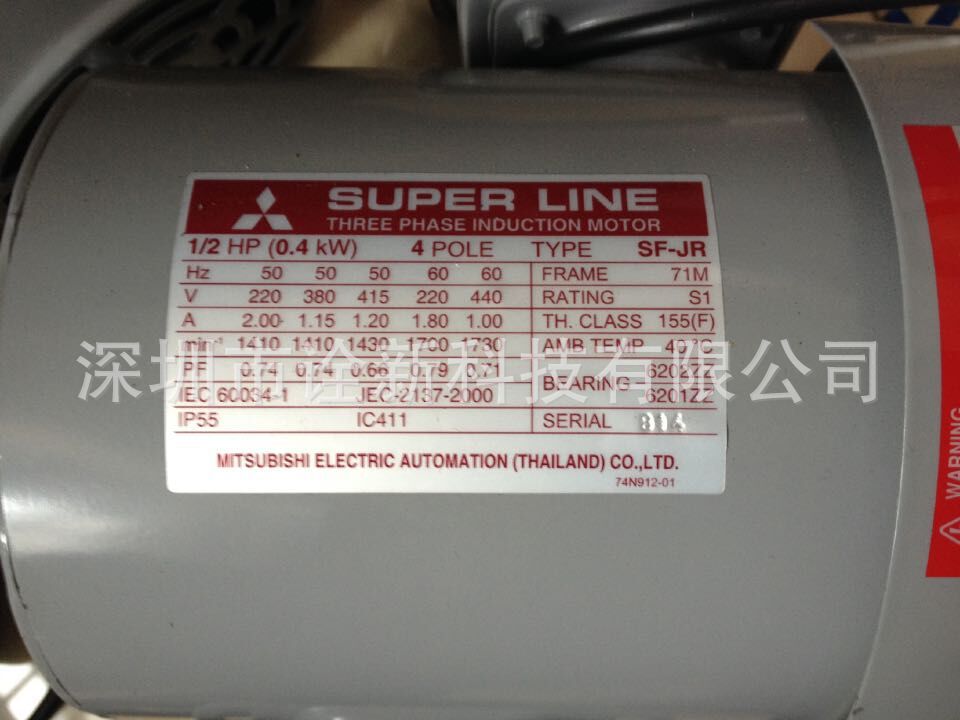 SUPER LINE
THREE PHASE INDUCTION MOTOR
1/2 HP (0.4 kW) 4 POLE TYPE SF-JR
Hz 50 50 50 60 60 FRAME 71M
V 220 380 415 220 440 RATING S1
A 2.00 1.15 1.20 1.80 1.00 TH. CLASS 155(F)
min⁻¹ 1410 1410 1430 1700 1730 AMB TEMP 40 °C
PF 0.74 0.74 0.66 0.79 0.71 BEARING 6202ZZ
IEC 60034-1 JEC-2137-2000 6201ZZ
IP55 IC411 SERIAL
MITSUBISHI ELECTRIC AUTOMATION (THAILAND) CO.,LTD.
74N912-01
WARNING
深圳市诠新科技有限公司